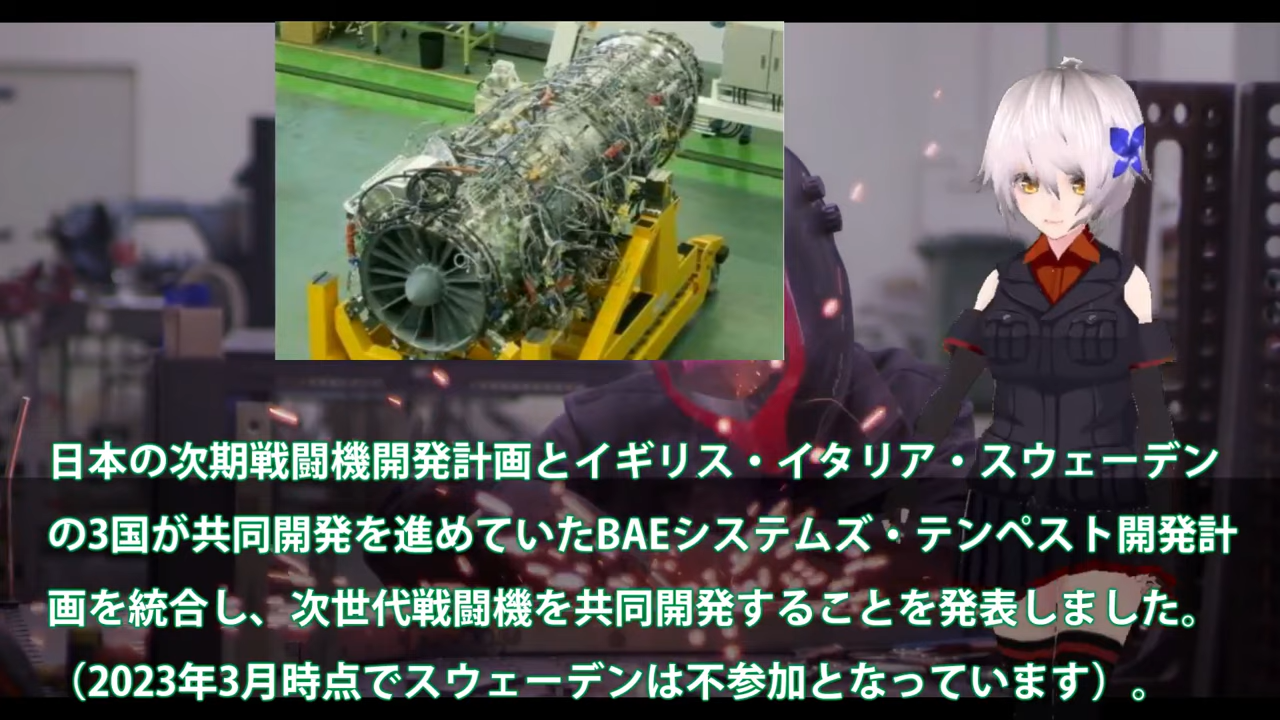 日本の次期戦闘機開発計画とイギリス・イタリア・スウェーデン
の3国が共同開発を進めていたBAEシステムズ・テンペスト開発計
画を統合し、次世代戦闘機を共同開発することを発表しました。
（2023年3月時点でスウェーデンは不参加となっています）。